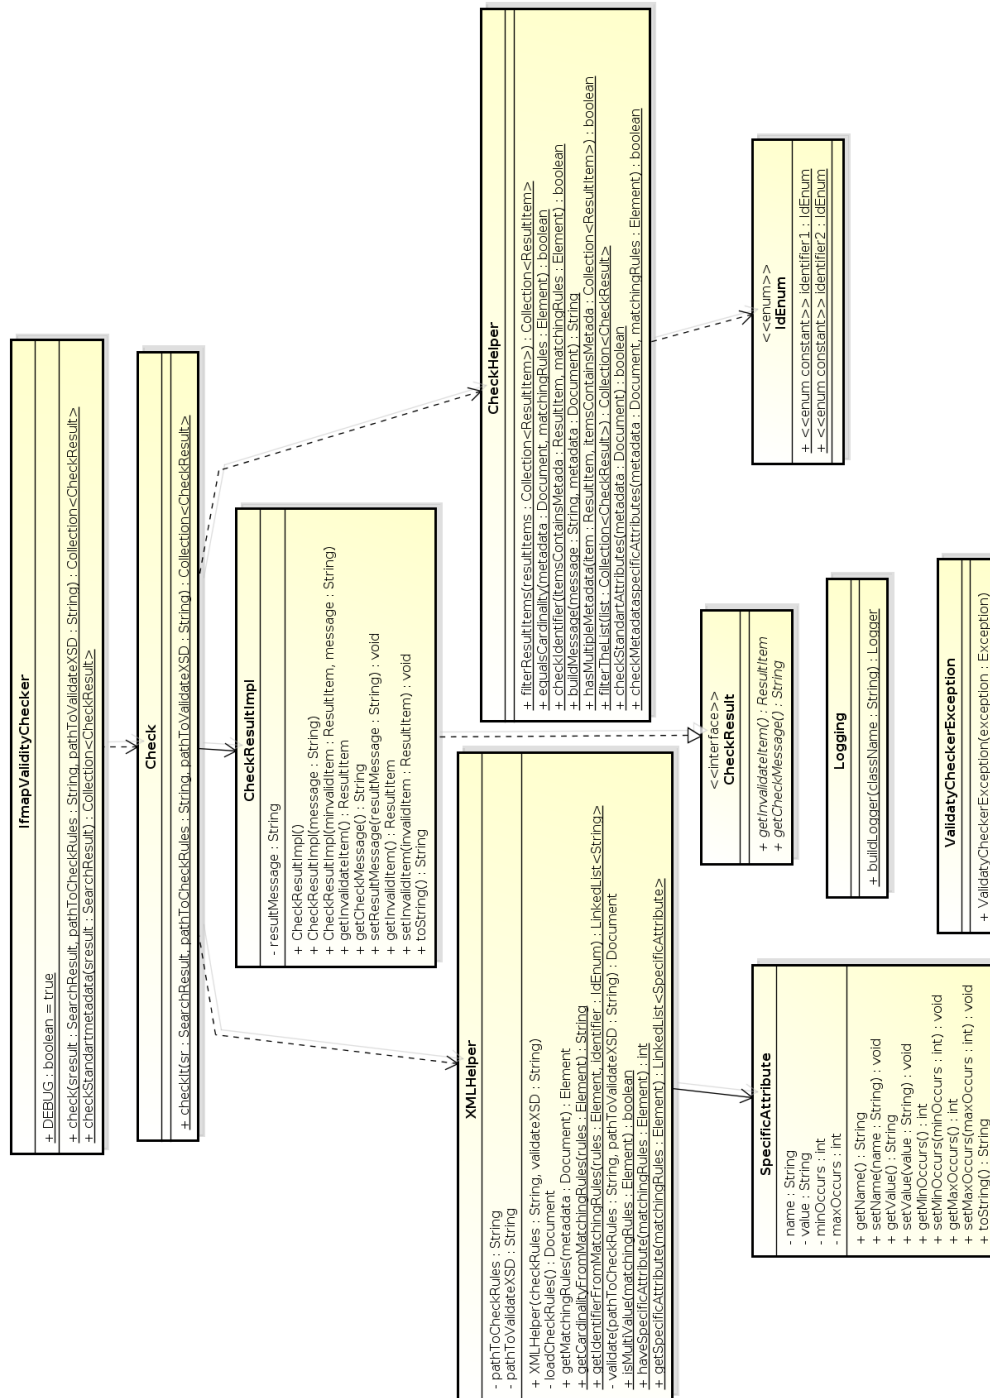 IfmapValidityChecker
+ DEBUG : boolean = true
+ check(sresult : SearchResult, pathToCheckRules : String, pathToValidateXSD : String) : Collection<CheckResult>
+ checkStandartmetadata(sresult : SearchResult) : Collection<CheckResult>
Check
+ checkIt(sr : SearchResult, pathToCheckRules : String, pathToValidateXSD : String) : Collection<CheckResult>
CheckResultImpl
- resultMessage : String
+ CheckResultImpl()
+ CheckResultImpl(message : String)
+ CheckResultImpl(minvalidItem : ResultItem, message : String)
+ getInvalidateItem() : ResultItem
+ getCheckMessage() : String
+ setResultMessage(resultMessage : String) : void
+ getInvalidItem() : ResultItem
+ setInvalidItem(invalidItem : ResultItem) : void
+ toString() : String
XMLHelper
- pathToCheckRules : String
- pathToValidateXSD : String
+ XMLHelper(checkRules : String, validateXSD : String)
- loadCheckRules() : Document
+ getMatchingRules(metadata : Document) : Element
+ getCardinalityFromMatchingRules(rules : Element) : String
+ getIdentifierFromMatchingRules(rules : Element, identifier : IdEnum) : LinkedList<String>
- validate(pathToCheckRules : String, pathToValidateXSD : String) : Document
+ isMultiValue(matchingRules : Element) : boolean
+ haveSpecificAttribute(matchingRules : Element) : int
+ getSpecificAttribute(matchingRules : Element) : LinkedList<SpecificAttribute>
CheckHelper
+ filterResultItems(resultItems : Collection<ResultItem>) : Collection<ResultItem>
+ equalsCardinality(metadata : Document, matchingRules : Element) : boolean
+ checkIdentifier(itemsContainsMetada : ResultItem, matchingRules : Element) : boolean
+ buildMessage(message : String, metadata : Document) : String
+ hasMultipleMetadata(item : ResultItem, itemsContainsMetada : Collection<ResultItem>) : boolean
+ filterTheList(list : Collection<CheckResult>) : Collection<CheckResult>
+ checkStandartAttributes(metadata : Document) : boolean
+ checkMetadataspecificAttributes(metadata : Document, matchingRules : Element) : boolean
SpecificAttribute
- name : String
- value : String
- minOccurs : int
- maxOccurs : int
+ getName() : String
+ setName(name : String) : void
+ getValue() : String
+ setValue(value : String) : void
+ getMinOccurs() : int
+ setMinOccurs(minOccurs : int) : void
+ getMaxOccurs() : int
+ setMaxOccurs(maxOccurs : int) : void
+ toString() : String
<<interface>>
CheckResult
+ getInvalidateItem() : ResultItem
+ getCheckMessage() : String
<<enum>>
IdEnum
+ <<enum constant>> identifier1 : IdEnum
+ <<enum constant>> identifier2 : IdEnum
Logging
+ buildLogger(className : String) : Logger
ValidatyCheckerException
+ ValidatyCheckerException(exception : Exception)